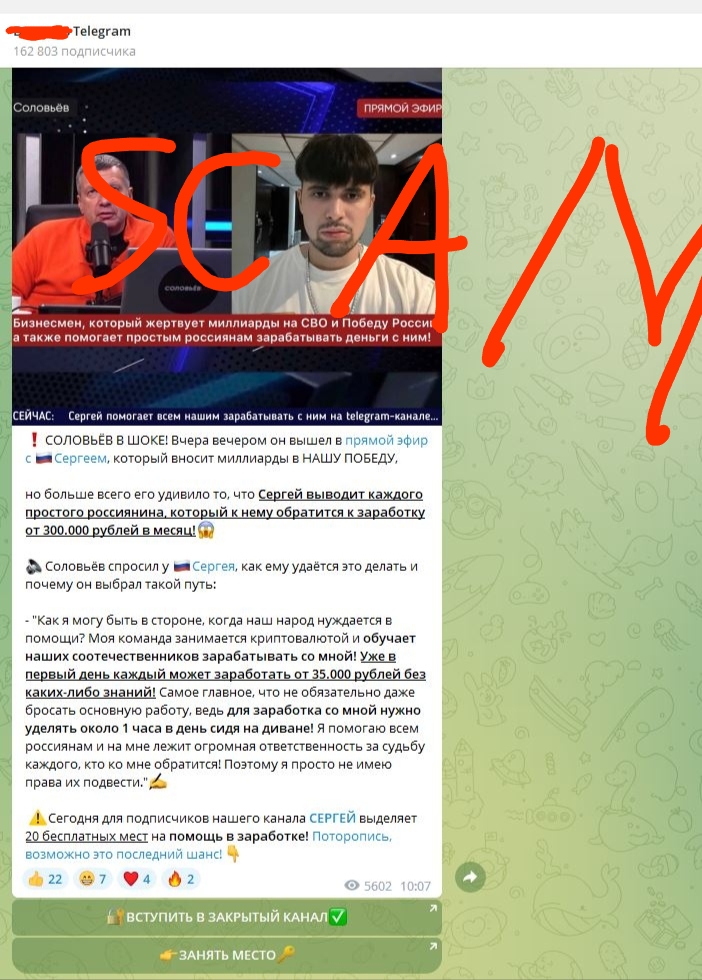 Telegram
162 803 подписчика
Соловьёв
ПРЯМОЙ ЭФИР
SCAM
СОЛОВЬЁВ
Бизнесмен, который жертвует миллиарды на СВО и Победу России
а также помогает простым россиянам зарабатывать деньги с ним!
СЕЙЧАС: Сергей помогает всем нашим зарабатывать с ним на telegram-канале...
❗ СОЛОВЬЁВ В ШОКЕ! Вчера вечером он вышел в прямой эфир
с 🇷🇺Сергеем, который вносит миллиарды в НАШУ ПОБЕДУ,
но больше всего его удивило то, что Сергей выводит каждого
простого россиянина, который к нему обратится к заработку
от 300.000 рублей в месяц!😱
🔈Соловьёв спросил у 🇷🇺Сергея, как ему удаётся это делать и
почему он выбрал такой путь:
- "Как я могу быть в стороне, когда наш народ нуждается в
помощи? Моя команда занимается криптовалютой и обучает
наших соотечественников зарабатывать со мной! Уже в
первый день каждый может заработать от 35.000 рублей без
каких-либо знаний! Самое главное, что не обязательно даже
бросать основную работу, ведь для заработка со мной нужно
уделять около 1 часа в день сидя на диване! Я помогаю всем
россиянам и на мне лежит огромная ответственность за судьбу
каждого, кто ко мне обратится! Поэтому я просто не имею
права их подвести."✍️
⚠️Сегодня для подписчиков нашего канала СЕРГЕЙ выделяет
20 бесплатных мест на помощь в заработке! Поторопись,
возможно это последний шанс!👇
👍 22 😁 7 ❤️ 4 🔥 2
5602 10:07
🔐ВСТУПИТЬ В ЗАКРЫТЫЙ КАНАЛ✅
👉ЗАНЯТЬ МЕСТО🔑